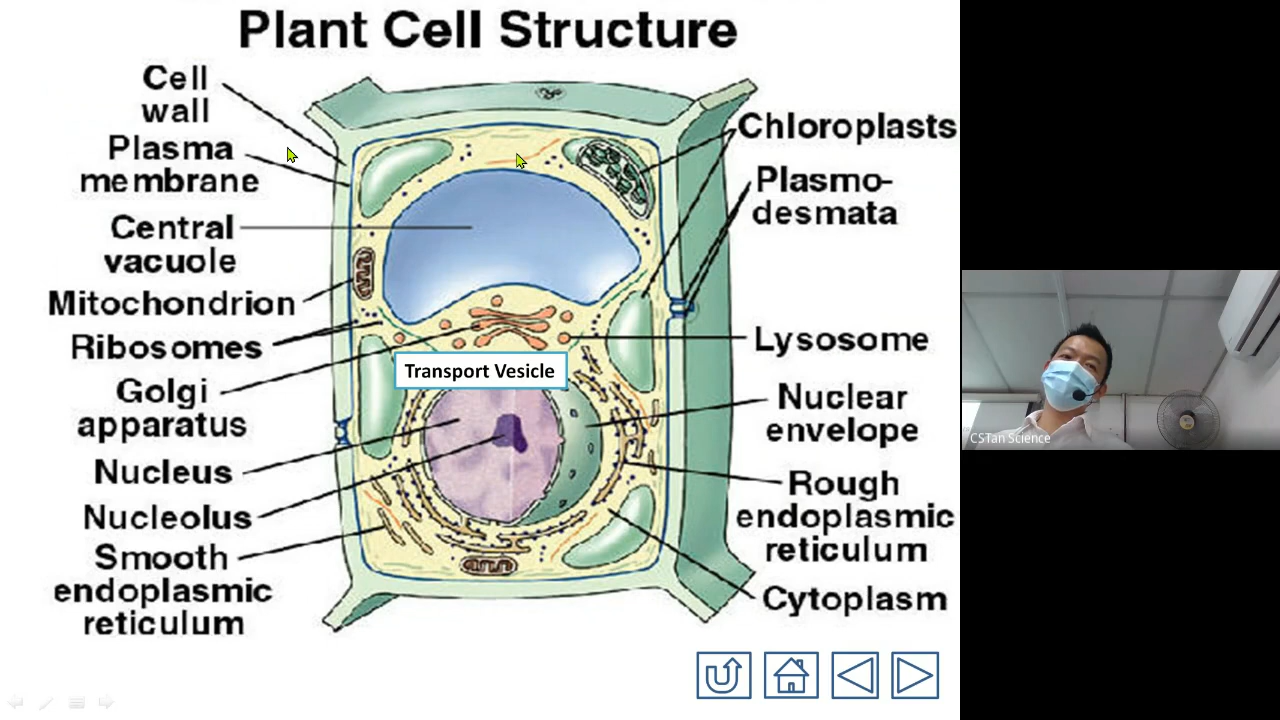 Plant Cell Structure
Cell
wall
Plasma
membrane
Central
vacuole
Mitochondrion
Ribosomes
Golgi
apparatus
Nucleus
Nucleolus
Smooth
endoplasmic
reticulum
Transport Vesicle
Chloroplasts
Plasmo-
desmata
Lysosome
Nuclear
envelope
Rough
endoplasmic
reticulum
Cytoplasm
CSTan Science